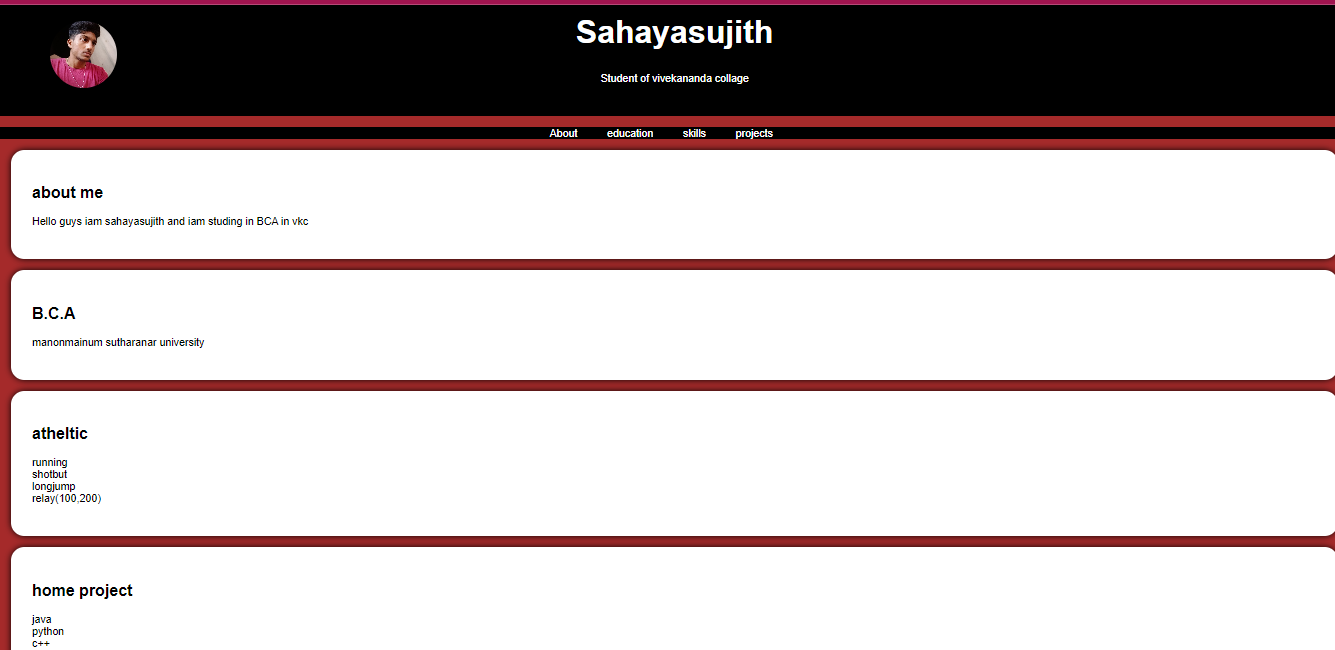 Sahayasujith
Student of vivekananda collage
About education skills projects
about me
Hello guys iam sahayasujith and iam studing in BCA in vkc
B.C.A
manonmainum sutharanar university
atheltic
running
shotbut
longjump
relay(100,200)
home project
java
python
c++